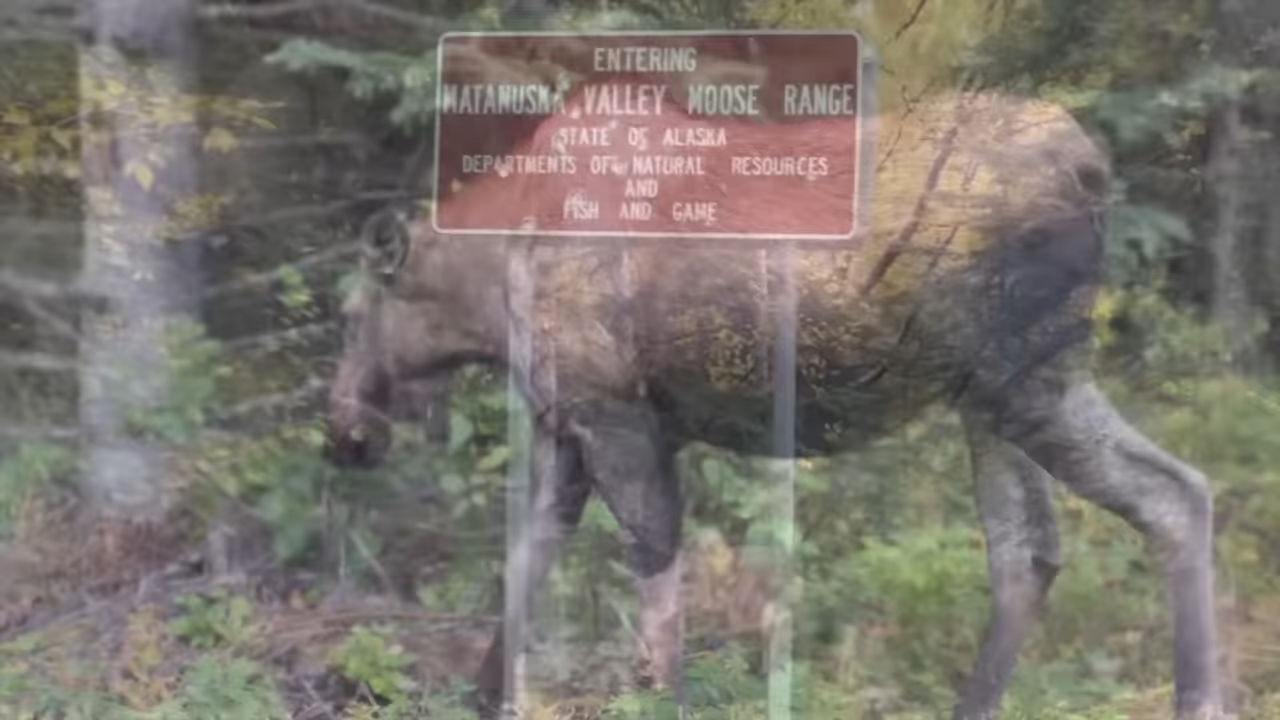 ENTERING
MATANUSKA VALLEY MOOSE RANGE
STATE OF ALASKA
DEPARTMENTS OF NATURAL RESOURCES
AND
FISH AND GAME